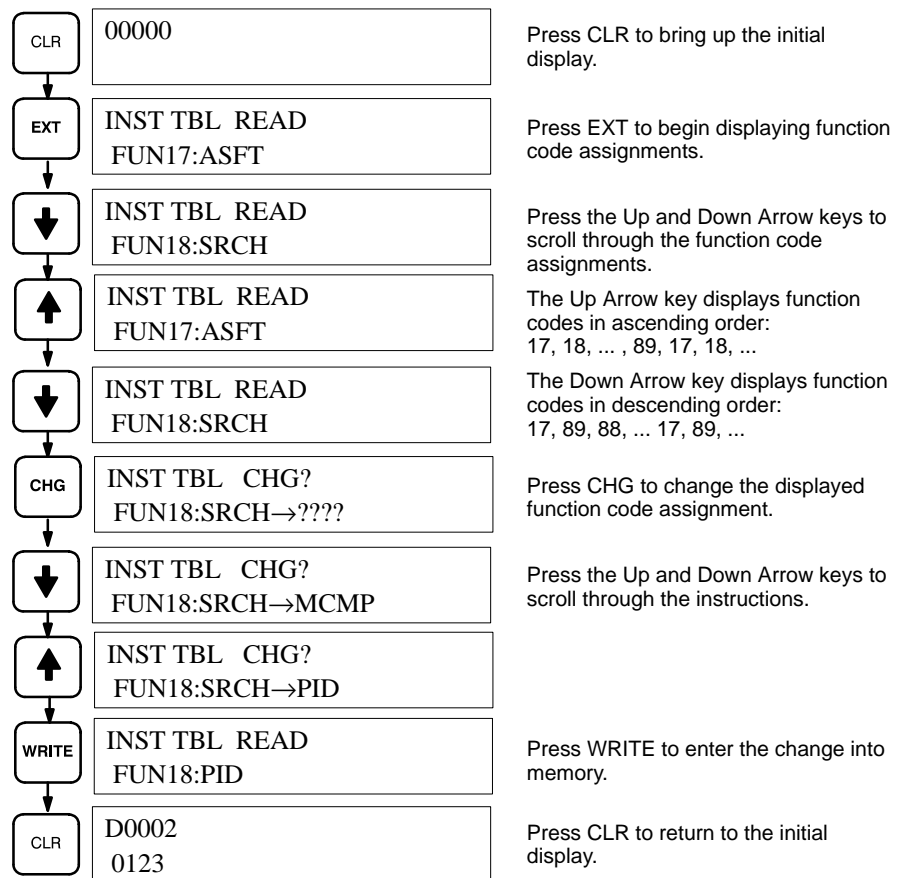 CLR
00000
Press CLR to bring up the initial
display.
EXT
INST TBL READ
FUN17:ASFT
Press EXT to begin displaying function
code assignments.
INST TBL READ
FUN18:SRCH
Press the Up and Down Arrow keys to
scroll through the function code
assignments.
INST TBL READ
FUN17:ASFT
The Up Arrow key displays function
codes in ascending order:
17, 18, ... , 89, 17, 18, ...
INST TBL READ
FUN18:SRCH
The Down Arrow key displays function
codes in descending order:
17, 89, 88, ... 17, 89, ...
CHG
INST TBL CHG?
FUN18:SRCH→????
Press CHG to change the displayed
function code assignment.
INST TBL CHG?
FUN18:SRCH→MCMP
Press the Up and Down Arrow keys to
scroll through the instructions.
INST TBL CHG?
FUN18:SRCH→PID
WRITE
INST TBL READ
FUN18:PID
Press WRITE to enter the change into
memory.
CLR
D0002
0123
Press CLR to return to the initial
display.